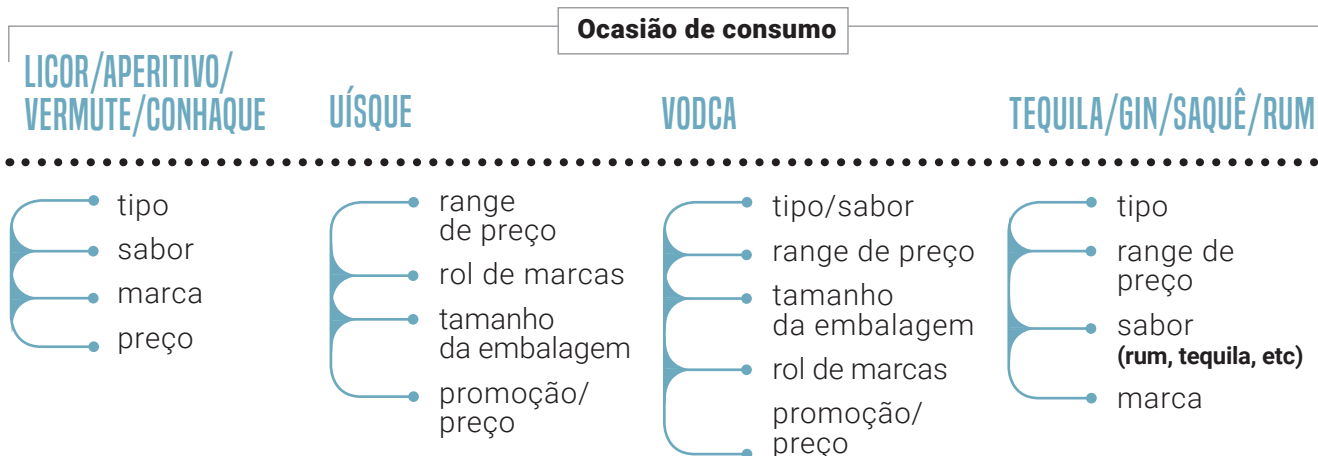 Ocasião de consumo
LICOR/APERITIVO/
VERMUTE/CONHAQUE
tipo
sabor
marca
preço
UÍSQUE
range
de preço
rol de marcas
tamanho
da embalagem
promoção/
preço
VODCA
tipo/sabor
range de preço
tamanho
da embalagem
rol de marcas
promoção/
preço
TEQUILA/GIN/SAQUÊ/RUM
tipo
range de
preço
sabor
(rum, tequila, etc)
marca